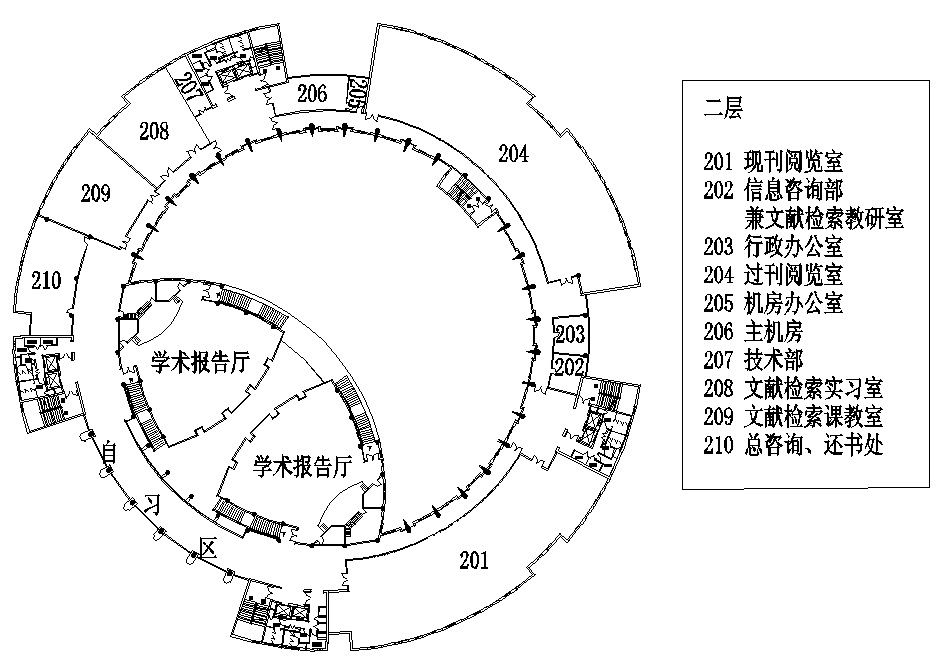 207
206
205
208
204
209
210
203
202
学术报告厅
学术报告厅
自
习
区
201
二层
201 现刊阅览室
202 信息咨询部
兼文献检索教研室
203 行政办公室
204 过刊阅览室
205 机房办公室
206 主机房
207 技术部
208 文献检索实习室
209 文献检索课教室
210 总咨询、还书处